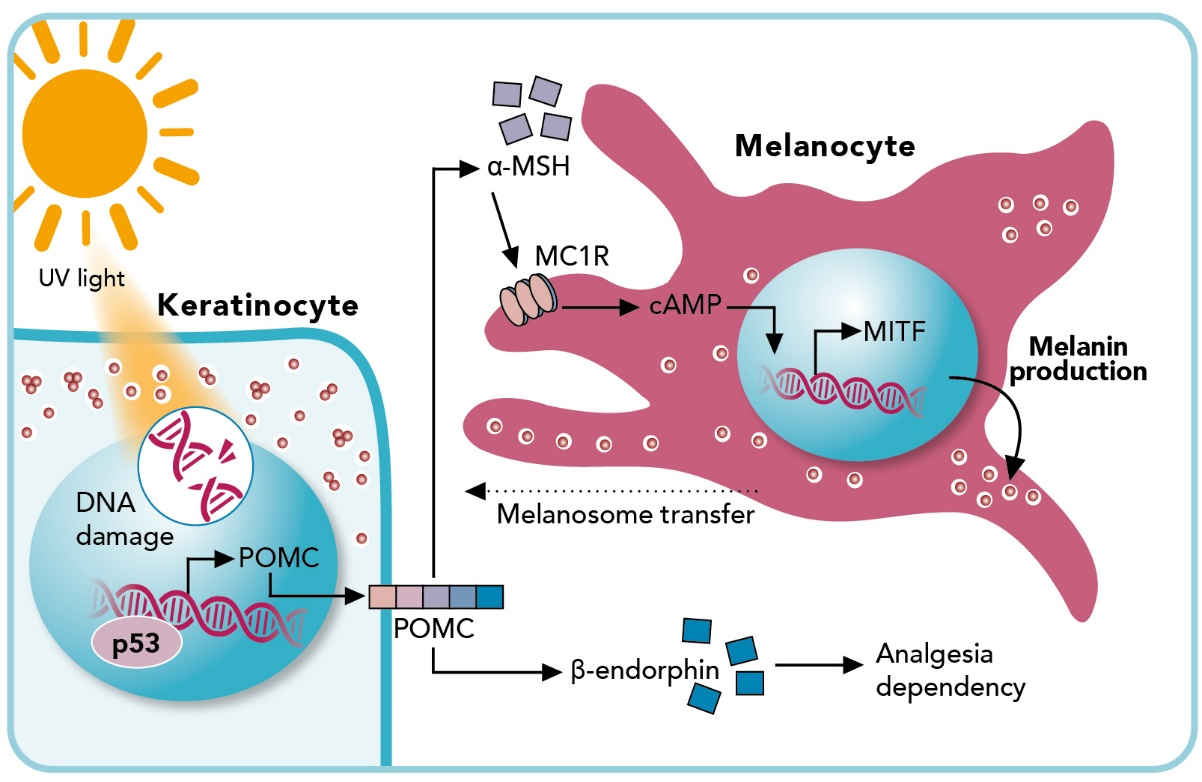 UV light
Keratinocyte
DNA
damage
POMC
p53
POMC
α-MSH
MC1R
cAMP
MITF
Melanocyte
Melanin
production
Melanosome transfer
β-endorphin
Analgesia
dependency